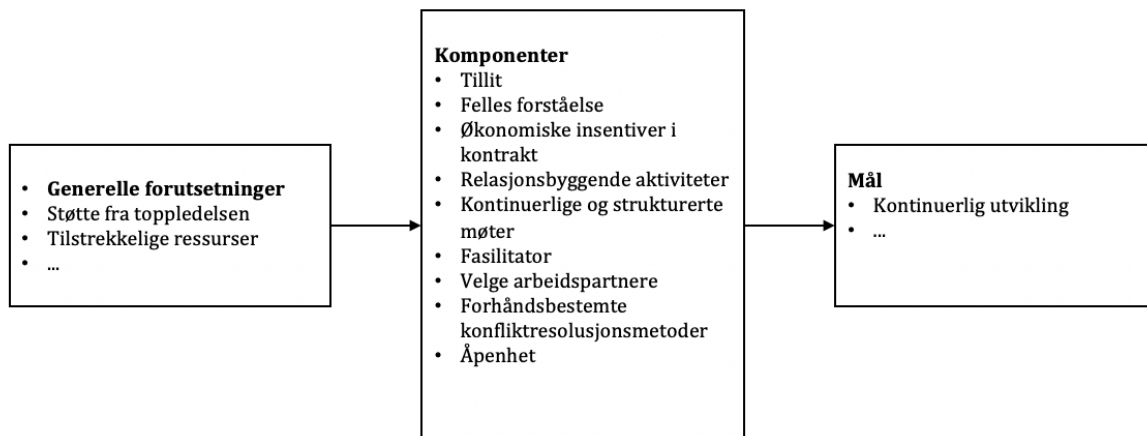 • Generelle forutsetninger
• Støtte fra toppledelsen
• Tilstrekkelige ressurser
• ...
Komponenter
• Tillit
• Felles forståelse
• Økonomiske insentiver i
kontrakt
• Relasjonsbyggende aktiviteter
• Kontinuerlige og strukturerte
møter
• Fasilitator
• Velge arbeidspartnere
• Forhåndsbestemte
konfliktresolusjonsmetoder
• Åpenhet
Mål
• Kontinuerlig utvikling
• ...